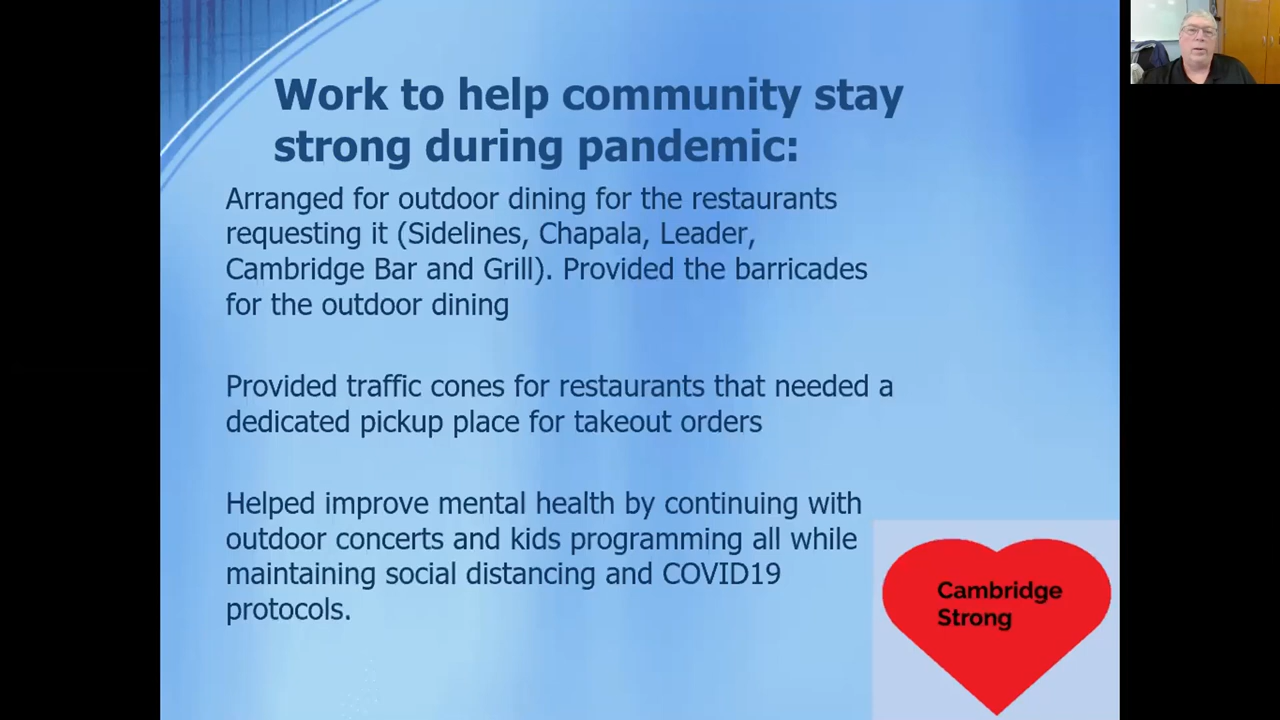 Work to help community stay
strong during pandemic:
Arranged for outdoor dining for the restaurants
requesting it (Sidelines, Chapala, Leader,
Cambridge Bar and Grill). Provided the barricades
for the outdoor dining
Provided traffic cones for restaurants that needed a
dedicated pickup place for takeout orders
Helped improve mental health by continuing with
outdoor concerts and kids programming all while
maintaining social distancing and COVID19
protocols.
Cambridge
Strong